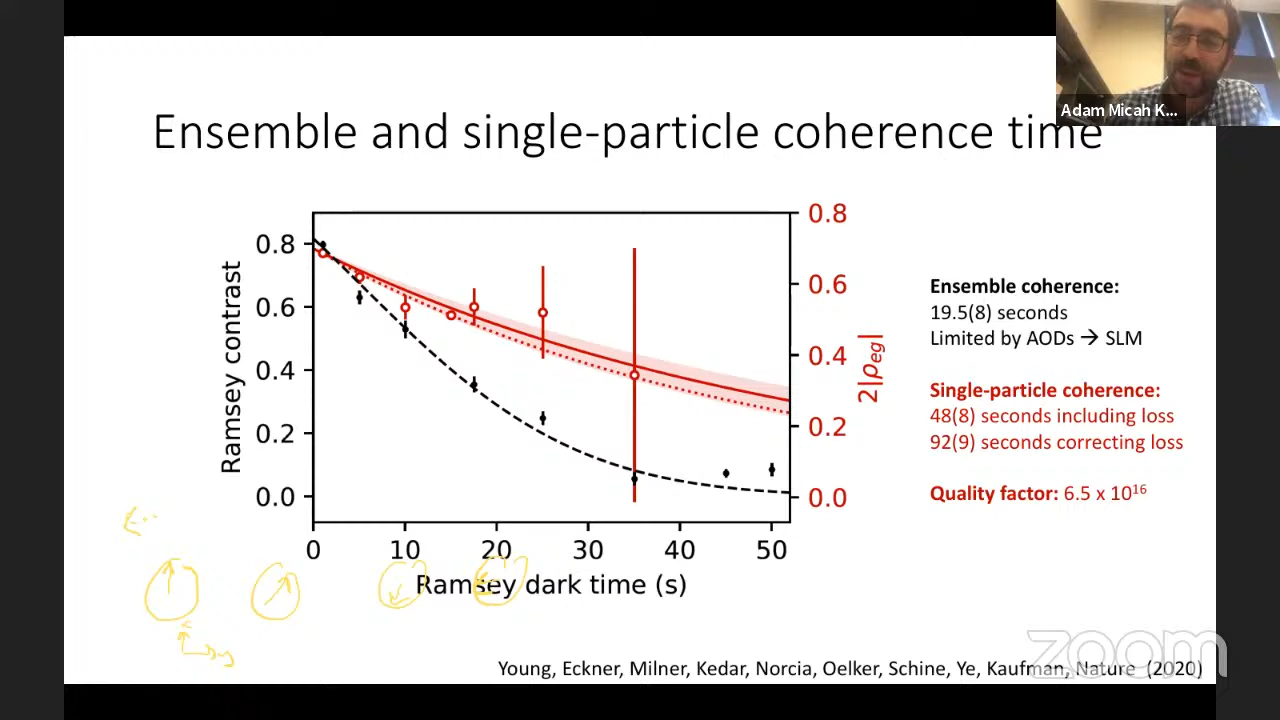 Adam Micah K...
Ensemble and single-particle coherence time
Ramsey contrast
0.8
0.6
0.4
0.2
0.0
0.8
0.6
0.4
0.2
0.0
2|ρeg|
0 10 20 30 40 50
Ramsey dark time (s)
Ensemble coherence:
19.5(8) seconds
Limited by AODs → SLM
Single-particle coherence:
48(8) seconds including loss
92(9) seconds correcting loss
Quality factor: 6.5 x 10¹⁶
Young, Eckner, Milner, Kedar, Norcia, Oelker, Schine, Ye, Kaufman, Nature (2020)
zoom